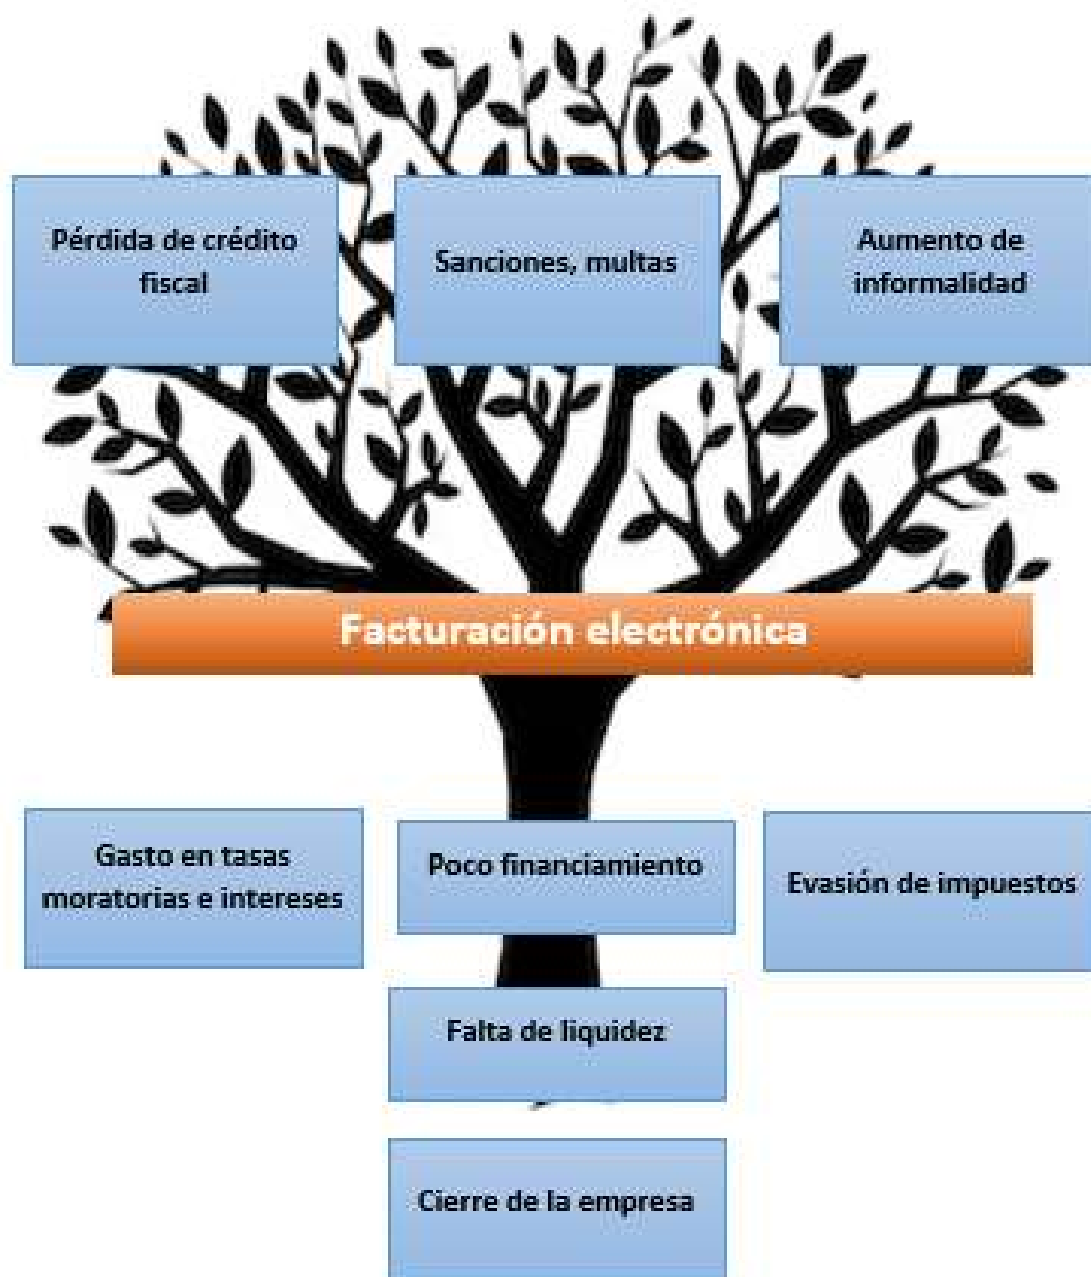 Pérdida de crédito
fiscal
Sanciones, multas
Aumento de
informalidad
Facturación electrónica
Gasto en tasas
moratorias e intereses
Poco financiamiento
Evasión de impuestos
Falta de liquidez
Cierre de la empresa